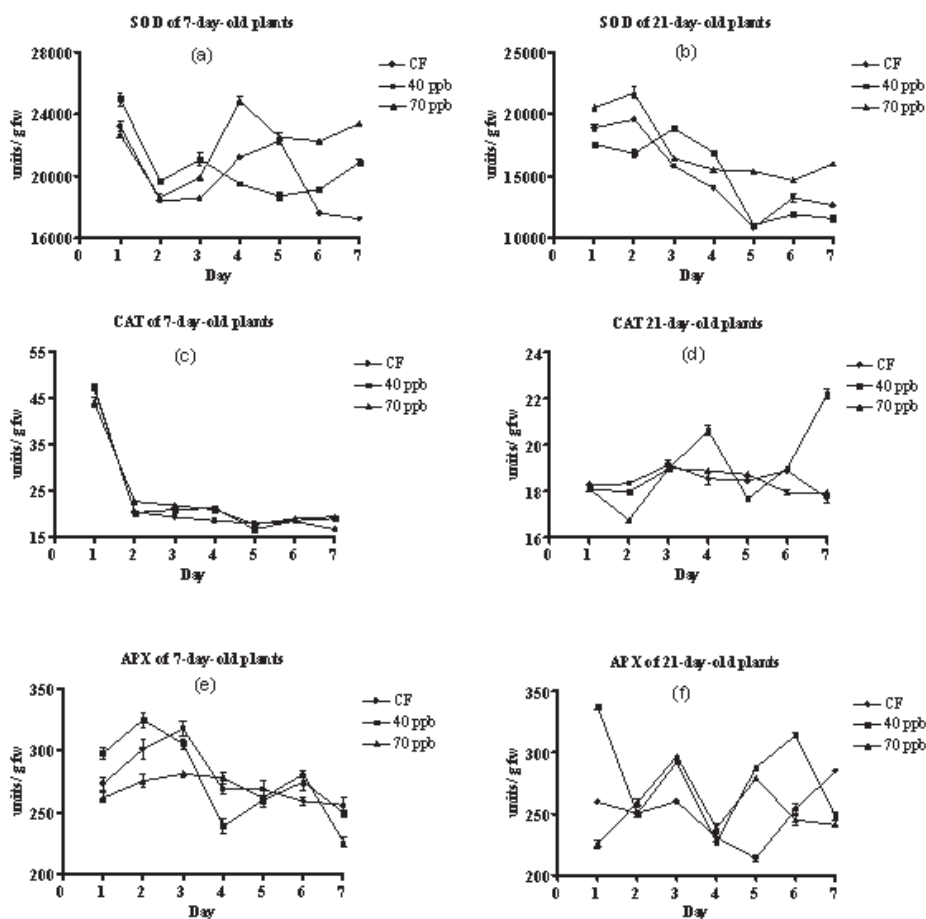 SOD of 7-day-old plants
(a)
28000
24000
20000
16000
units/ gfw
0 1 2 3 4 5 6 7
Day
CF
40 ppb
70 ppb
SOD of 21-day-old plants
(b)
25000
20000
15000
10000
units/ gfw
0 1 2 3 4 5 6 7
Day
CF
40 ppb
70 ppb
CAT of 7-day-old plants
(c)
55
45
35
25
15
units/ gfw
0 1 2 3 4 5 6 7
Day
CF
40 ppb
70 ppb
CAT 21-day-old plants
(d)
24
22
20
18
16
units/ gfw
0 1 2 3 4 5 6 7
Day
CF
40 ppb
70 ppb
APX of 7-day-old plants
(e)
350
300
250
200
units/ gfw
0 1 2 3 4 5 6 7
Day
CF
40 ppb
70 ppb
APX of 21-day-old plants
(f)
350
300
250
200
units/ gfw
0 1 2 3 4 5 6 7
Day
CF
40 ppb
70 ppb